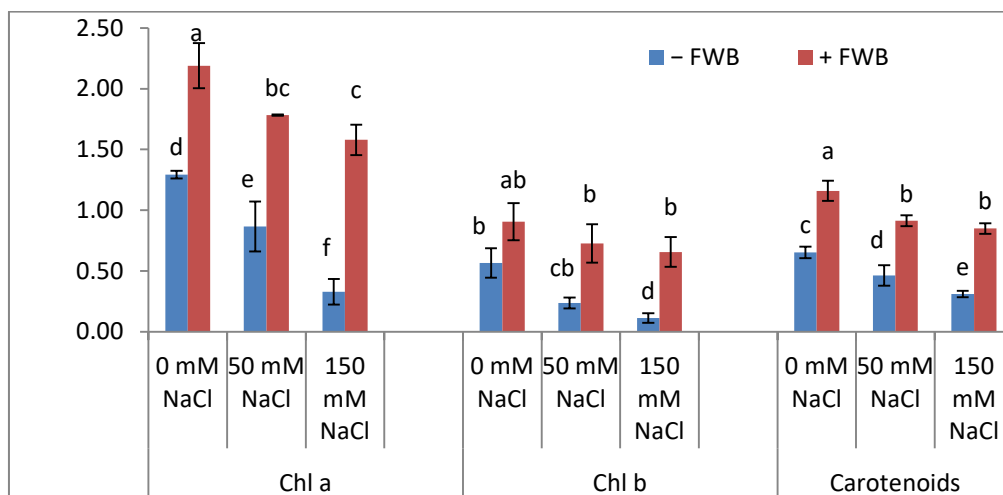 2.50
2.00
1.50
1.00
0.50
0.00
− FWB
+ FWB
a
d
bc
e
c
f
ab
b
b
cb
b
d
a
c
b
d
b
e
0 mM
NaCl
50 mM
NaCl
150
mM
NaCl
0 mM
NaCl
50 mM
NaCl
150
mM
NaCl
0 mM
NaCl
50 mM
NaCl
150
mM
NaCl
Chl a
Chl b
Carotenoids